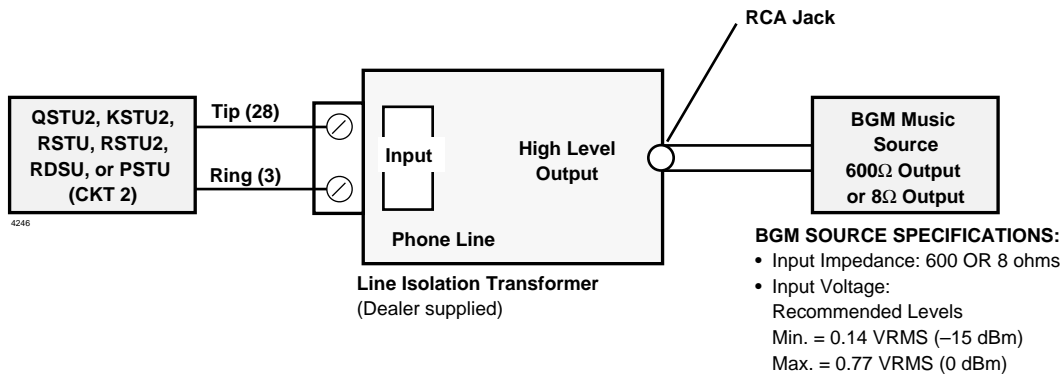 RCA Jack
QSTU2, KSTU2,
RSTU, RSTU2,
RDSU, or PSTU
(CKT 2)
4246
Tip (28)
Ring (3)
Input
Phone Line
High Level
Output
Line Isolation Transformer
(Dealer supplied)
BGM Music
Source
600Ω Output
or 8Ω Output
BGM SOURCE SPECIFICATIONS:
• Input Impedance: 600 OR 8 ohms
• Input Voltage:
Recommended Levels
Min. = 0.14 VRMS (–15 dBm)
Max. = 0.77 VRMS (0 dBm)